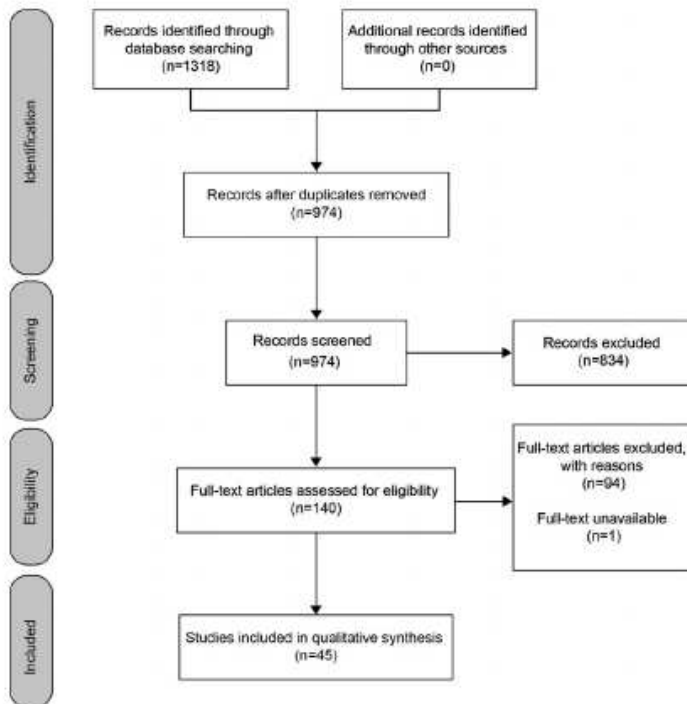 Identification
Records identified through
database searching
(n=1318)
Additional records identified
through other sources
(n=0)
Records after duplicates removed
(n=974)
Screening
Records screened
(n=974)
Records excluded
(n=834)
Eligibility
Full-text articles assessed for eligibility
(n=140)
Full-text articles excluded,
with reasons
(n=94)
Full-text unavailable
(n=1)
Included
Studies included in qualitative synthesis
(n=45)